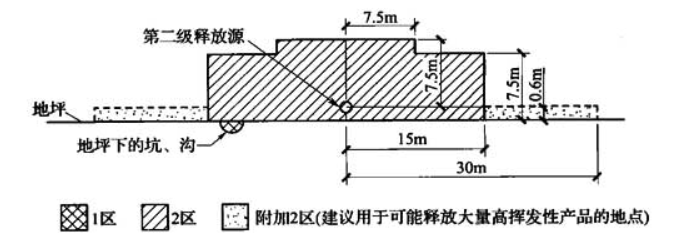 7.5m
第二级释放源
7.5m
7.5m
0.6m
地坪
地坪下的坑、沟
15m
30m
1区
2区
附加2区(建议用于可能释放大量高挥发性产品的地点)